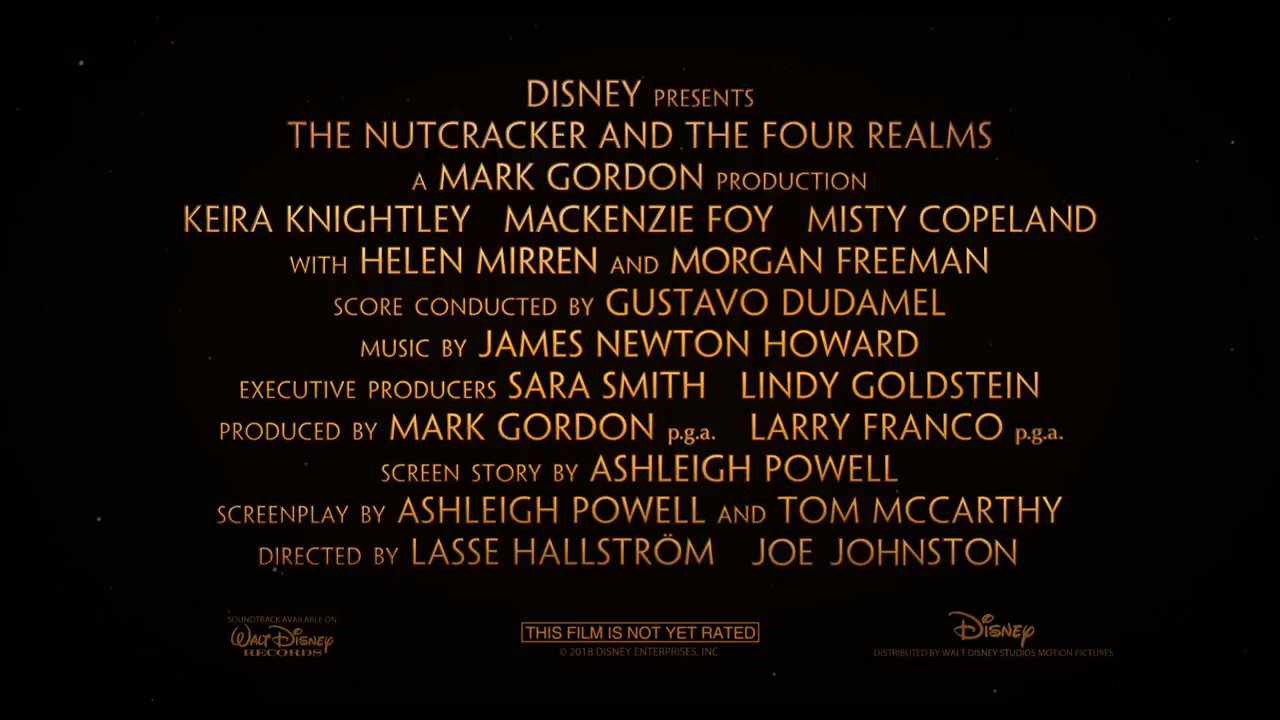 DISNEY PRESENTS
THE NUTCRACKER AND THE FOUR REALMS
A MARK GORDON PRODUCTION
KEIRA KNIGHTLEY MACKENZIE FOY MISTY COPELAND
WITH HELEN MIRREN AND MORGAN FREEMAN
SCORE CONDUCTED BY GUSTAVO DUDAMEL
MUSIC BY JAMES NEWTON HOWARD
EXECUTIVE PRODUCERS SARA SMITH LINDY GOLDSTEIN
PRODUCED BY MARK GORDON p.g.a. LARRY FRANCO p.g.a.
SCREEN STORY BY ASHLEIGH POWELL
SCREENPLAY BY ASHLEIGH POWELL AND TOM MCCARTHY
DIRECTED BY LASSE HALLSTRÖM JOE JOHNSTON
SOUNDTRACK AVAILABLE ON
WALT DISNEY
RECORDS
THIS FILM IS NOT YET RATED
© 2018 DISNEY ENTERPRISES, INC.
DISNEY
DISTRIBUTED BY WALT DISNEY STUDIOS MOTION PICTURES